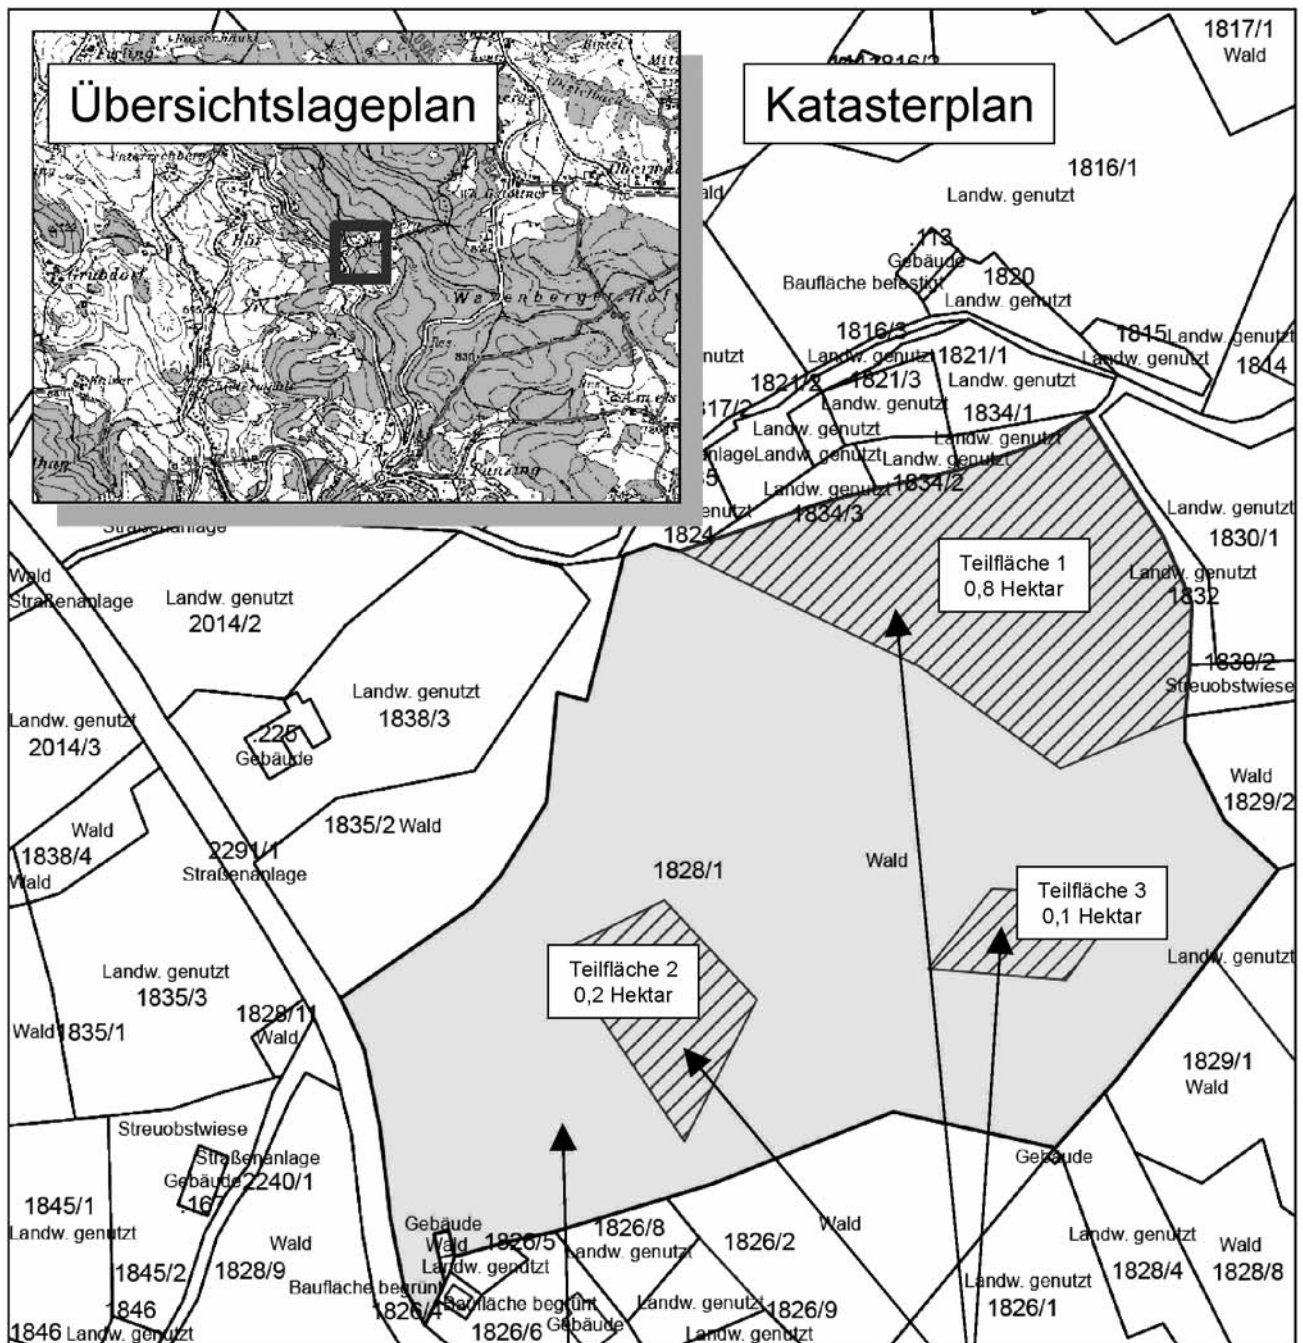 Übersichtslageplan
Katasterplan
1817/1
Wald
1816/1
Landw. genutzt
.113
Gebäude
1820
Baufläche befestigt
Landw. genutzt
1816/3
1815
Landw. genutzt
Landw. genutzt
1821/1
Landw. genutzt
1814
1821/2
1821/3
Landw. genutzt
Landw. genutzt
1834/1
Landw. genutzt
Landw. genutzt
Landw. genutzt
Landw. genutzt
Landw. genutzt
1834/2
1834/3
1824
Landw. genutzt
1830/1
Teilfläche 1
0,8 Hektar
Landw. genutzt
1832
1830/2
Streuobstwiese
Straßenanlage
Wald
Straßenanlage
Landw. genutzt
2014/2
Landw. genutzt
1838/3
Landw. genutzt
2014/3
.225
Gebäude
Wald
1829/2
1835/2 Wald
Wald
1838/4
Wald
2291/1
Straßenanlage
1828/1
Wald
Teilfläche 3
0,1 Hektar
Teilfläche 2
0,2 Hektar
Landw. genutzt
Landw. genutzt
1835/3
1828/11
Wald
Wald
1835/1
1829/1
Wald
Streuobstwiese
Straßenanlage
Gebäude
2240/1
.167
Gebäude
1845/1
Landw. genutzt
Wald
1845/2
1828/9
1846
1846
Landw. genutzt
Gebäude
Wald
1826/5
Landw. genutzt
Baufläche begrünt
1826/4
Baufläche begrünt
Gebäude
1826/6
1826/8
Landw. genutzt
1826/2
Wald
Landw. genutzt
1826/9
Landw. genutzt
Landw. genutzt
1826/1
Landw. genutzt
1828/4
Wald
1828/8
Grubdorf
Höf
Kaiser
Panzing
Amels